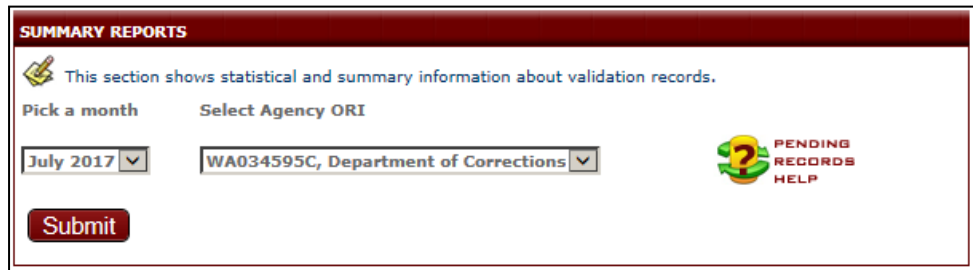 SUMMARY REPORTS
This section shows statistical and summary information about validation records.
Pick a month Select Agency ORI
July 2017 WA034595C, Department of Corrections
PENDING
RECORDS
HELP
Submit